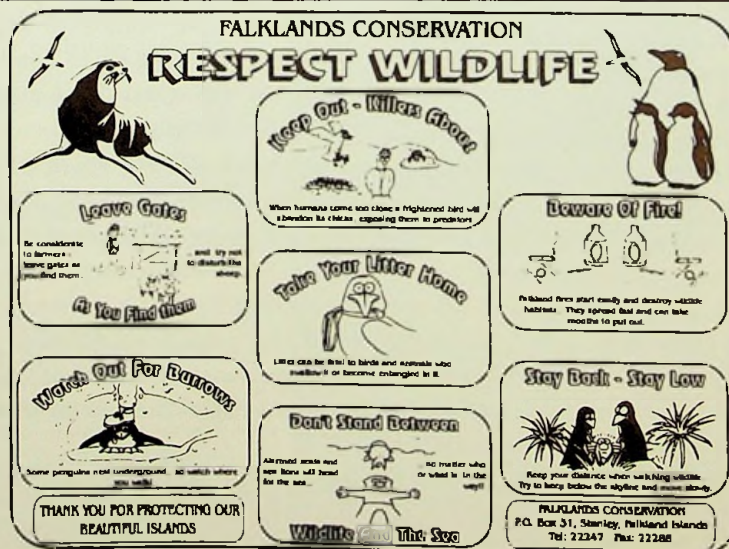 FALKLANDS CONSERVATION
RESPECT WILDLIFE
Keep Out - Killers About
When humans come too close a frightened bird will
abandon its chicks, exposing them to predators.
Leave Gates
Be considerate
to farmers -
leave gates as
you find them.
... and try not
to disturb the
sheep.
As You Find Them
Beware Of Fire!
Falkland fires start easily and destroy wildlife
habitats. They spread fast and can take
months to put out.
Take Your Litter Home
Litter can be fatal to birds and animals who
swallow it or become entangled in it.
Watch Out For Burrows
Some penguins nest underground... so watch where
you walk!
Don't Stand Between
Alarmed seals and
sea lions will head
for the sea...
... no matter who
or what is in the
way!!
Wildlife And The Sea
Stay Back - Stay Low
Keep your distance when watching wildlife.
Try to keep below the skyline and move slowly.
THANK YOU FOR PROTECTING OUR
BEAUTIFUL ISLANDS
FALKLANDS CONSERVATION
P.O. Box 31, Stanley, Falkland Islands
Tel: 22247 Fax: 22288